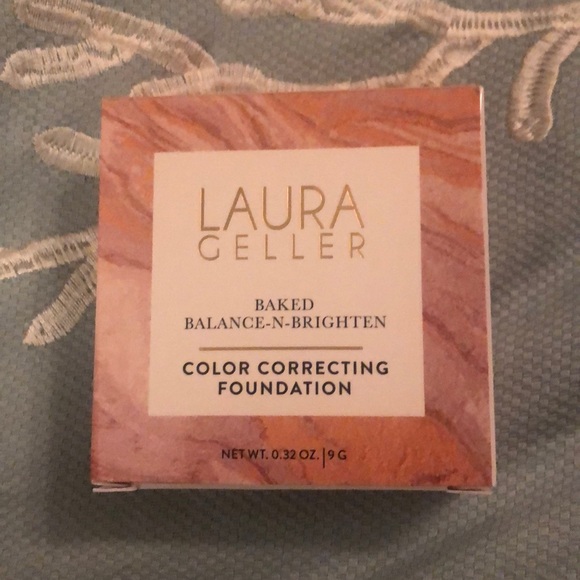 LAURA
GELLER
BAKED
BALANCE-N-BRIGHTEN
COLOR CORRECTING
FOUNDATION
NET WT. 0.32 OZ. | 9 G